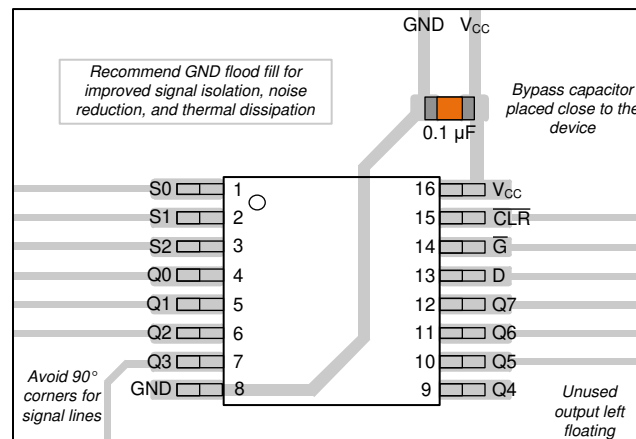 GND VCC
Recommend GND flood fill for
improved signal isolation, noise
reduction, and thermal dissipation
Bypass capacitor
placed close to the
device
0.1 µF
S0 1 16 VCC
S1 2 15 CLR
S2 3 14 G
Q0 4 13 D
Q1 5 12 Q7
Q2 6 11 Q6
Q3 7 10 Q5
GND 8 9 Q4
Avoid 90°
corners for
signal lines
Unused
output left
floating